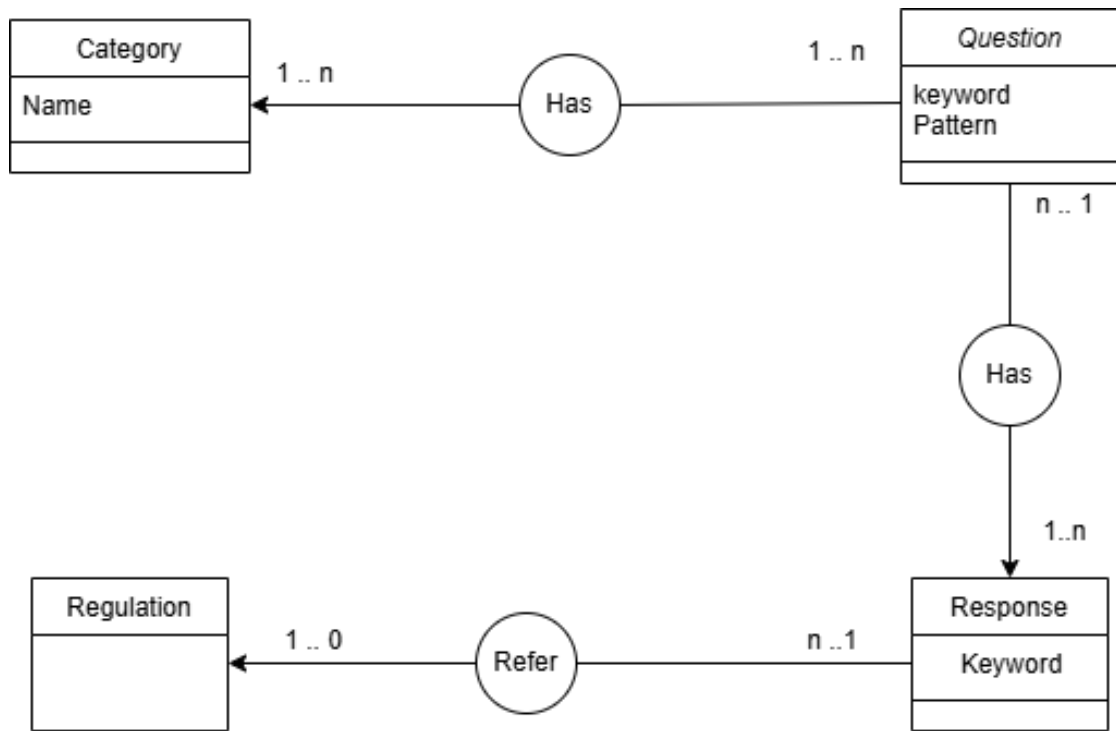 Category
Name
1 .. n
Has
1 .. n
Question
keyword
Pattern
n .. 1
Has
1..n
Regulation
1 .. 0
Refer
n ..1
Response
Keyword